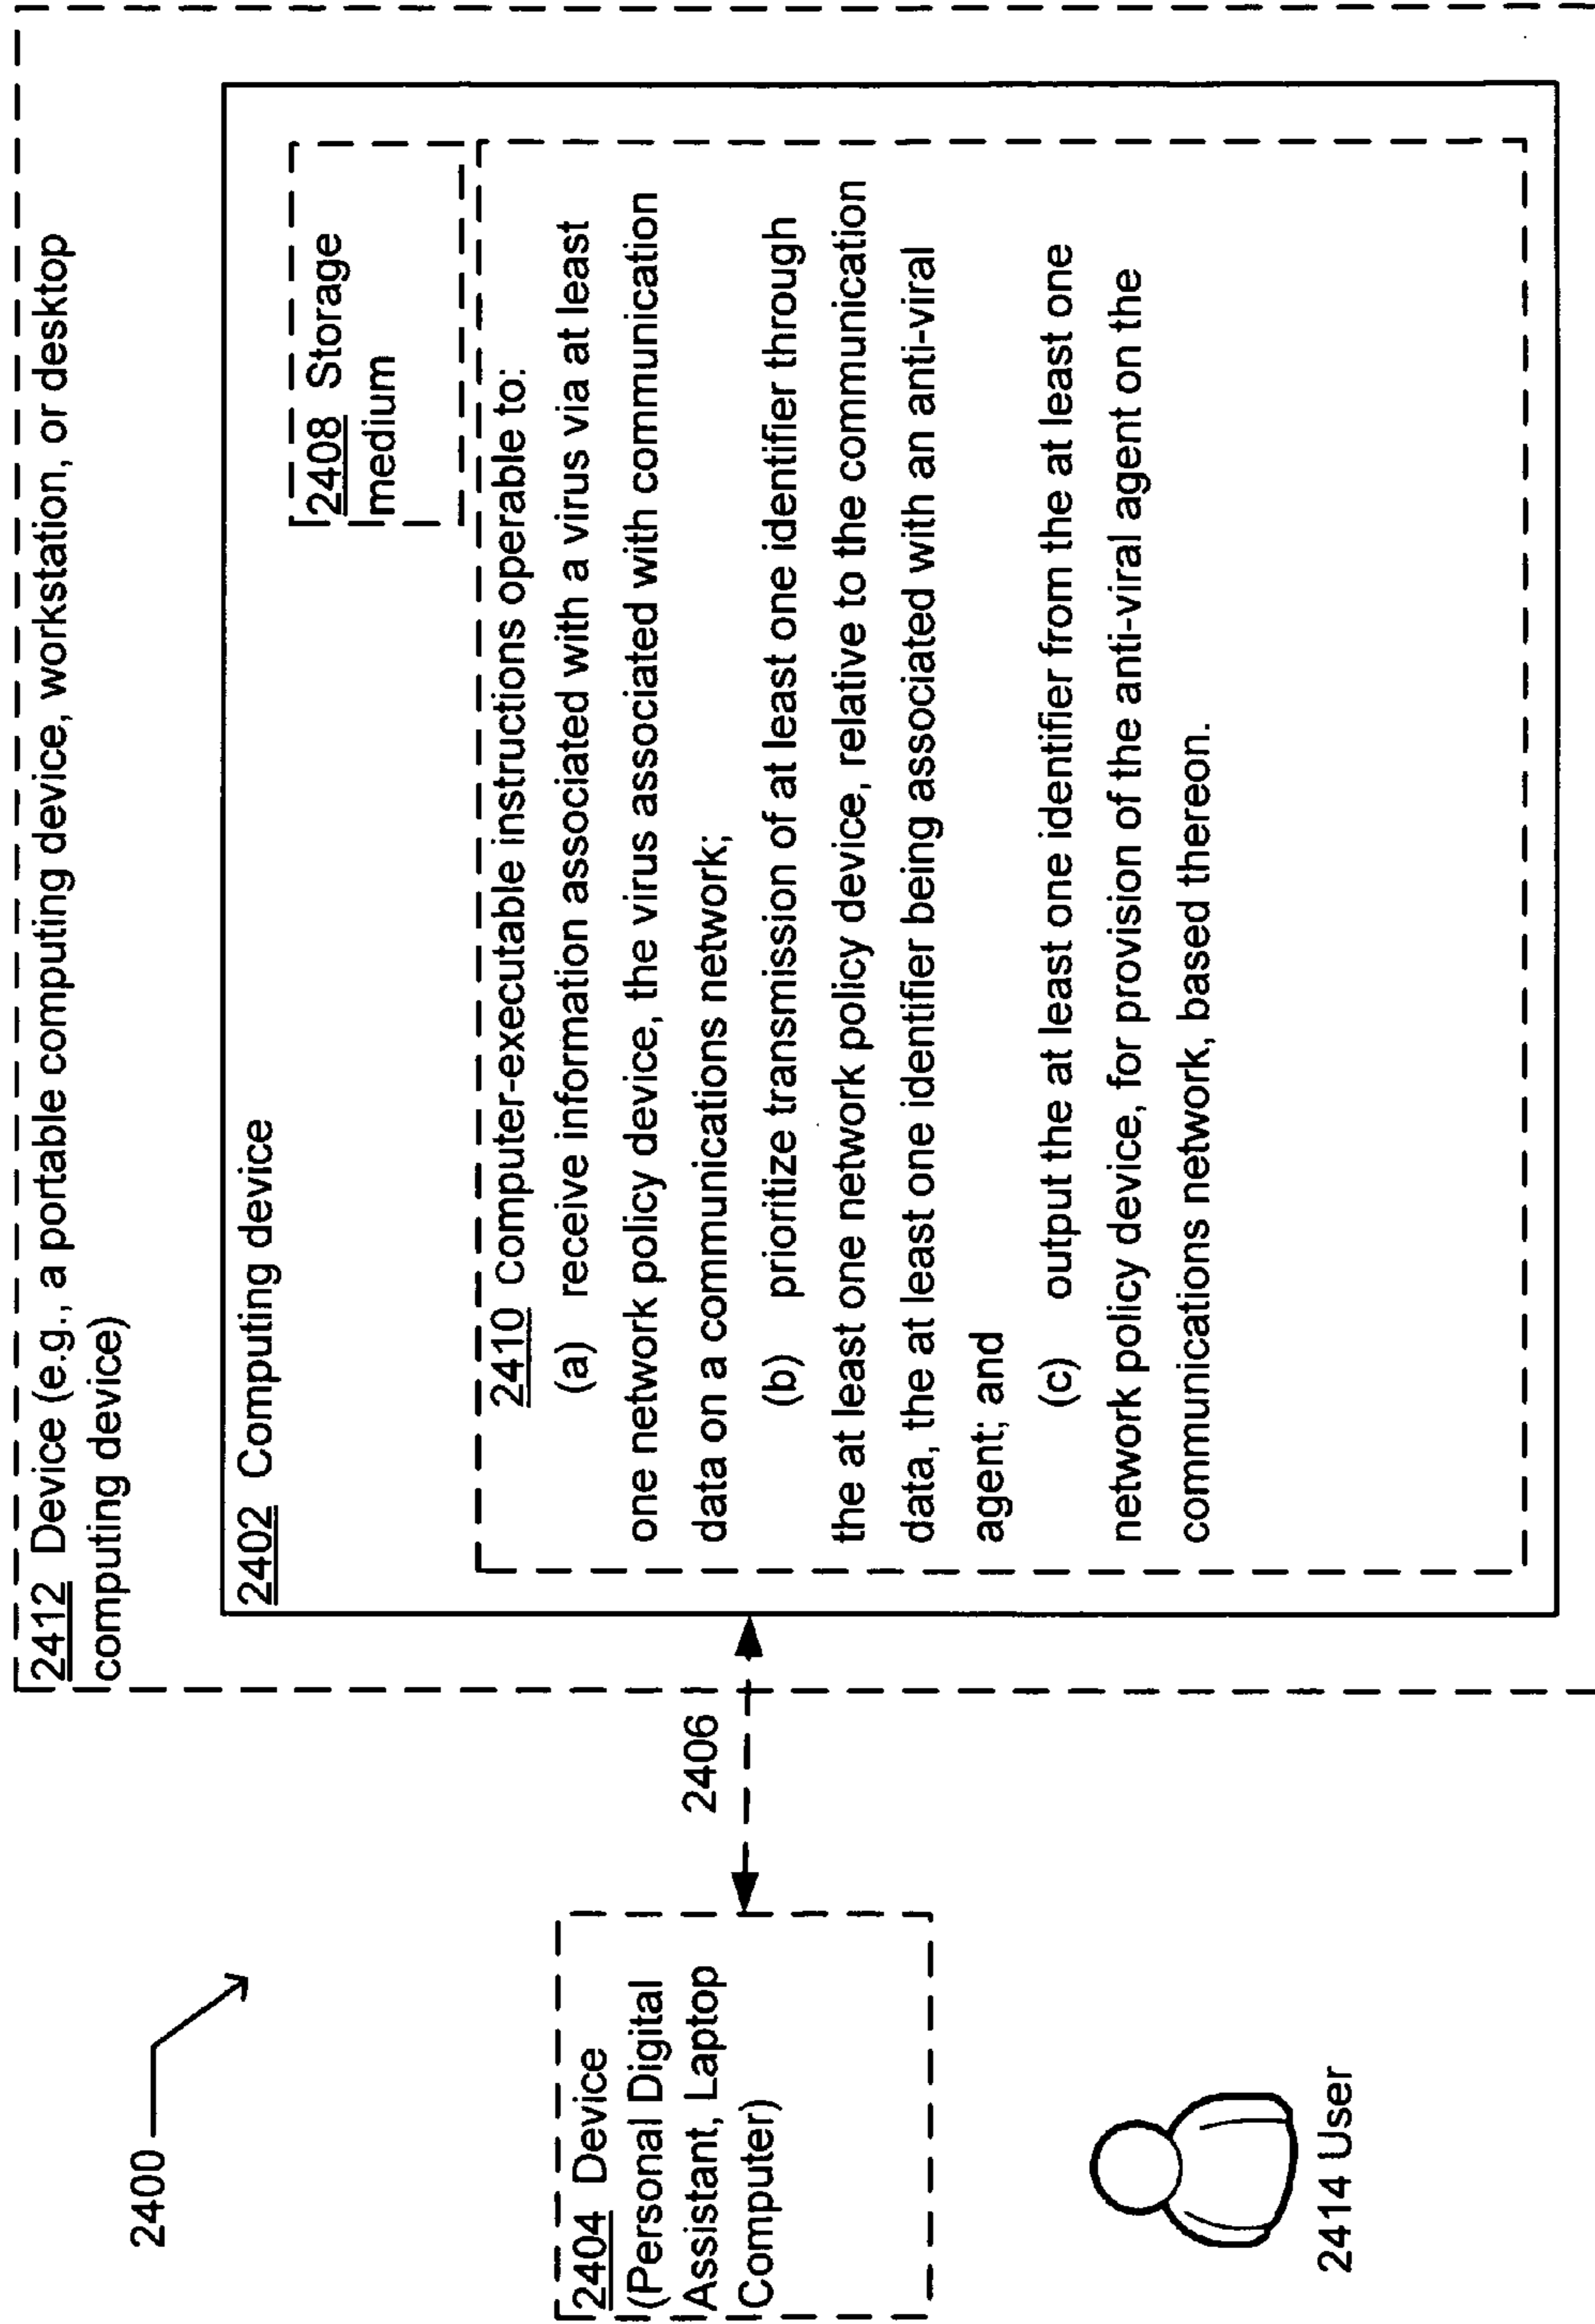 2400
2412 Device (e.g., a portable computing device, workstation, or desktop
computing device)
2402 Computing device
2408 Storage
medium
2410 computer-executable instructions operable to:
(a) receive information associated with a virus via at least
one network policy device, the virus associated with communication
data on a communications network;
(b) prioritize transmission of at least one identifier through
the at least one network policy device, relative to the communication
data, the at least one identifier being associated with an anti-viral
agent; and
(c) output the at least one identifier from the at least one
network policy device, for provision of the anti-viral agent on the
communications network, based thereon.
2406
2404 Device
(Personal Digital
Assistant, Laptop
Computer)
2414 User